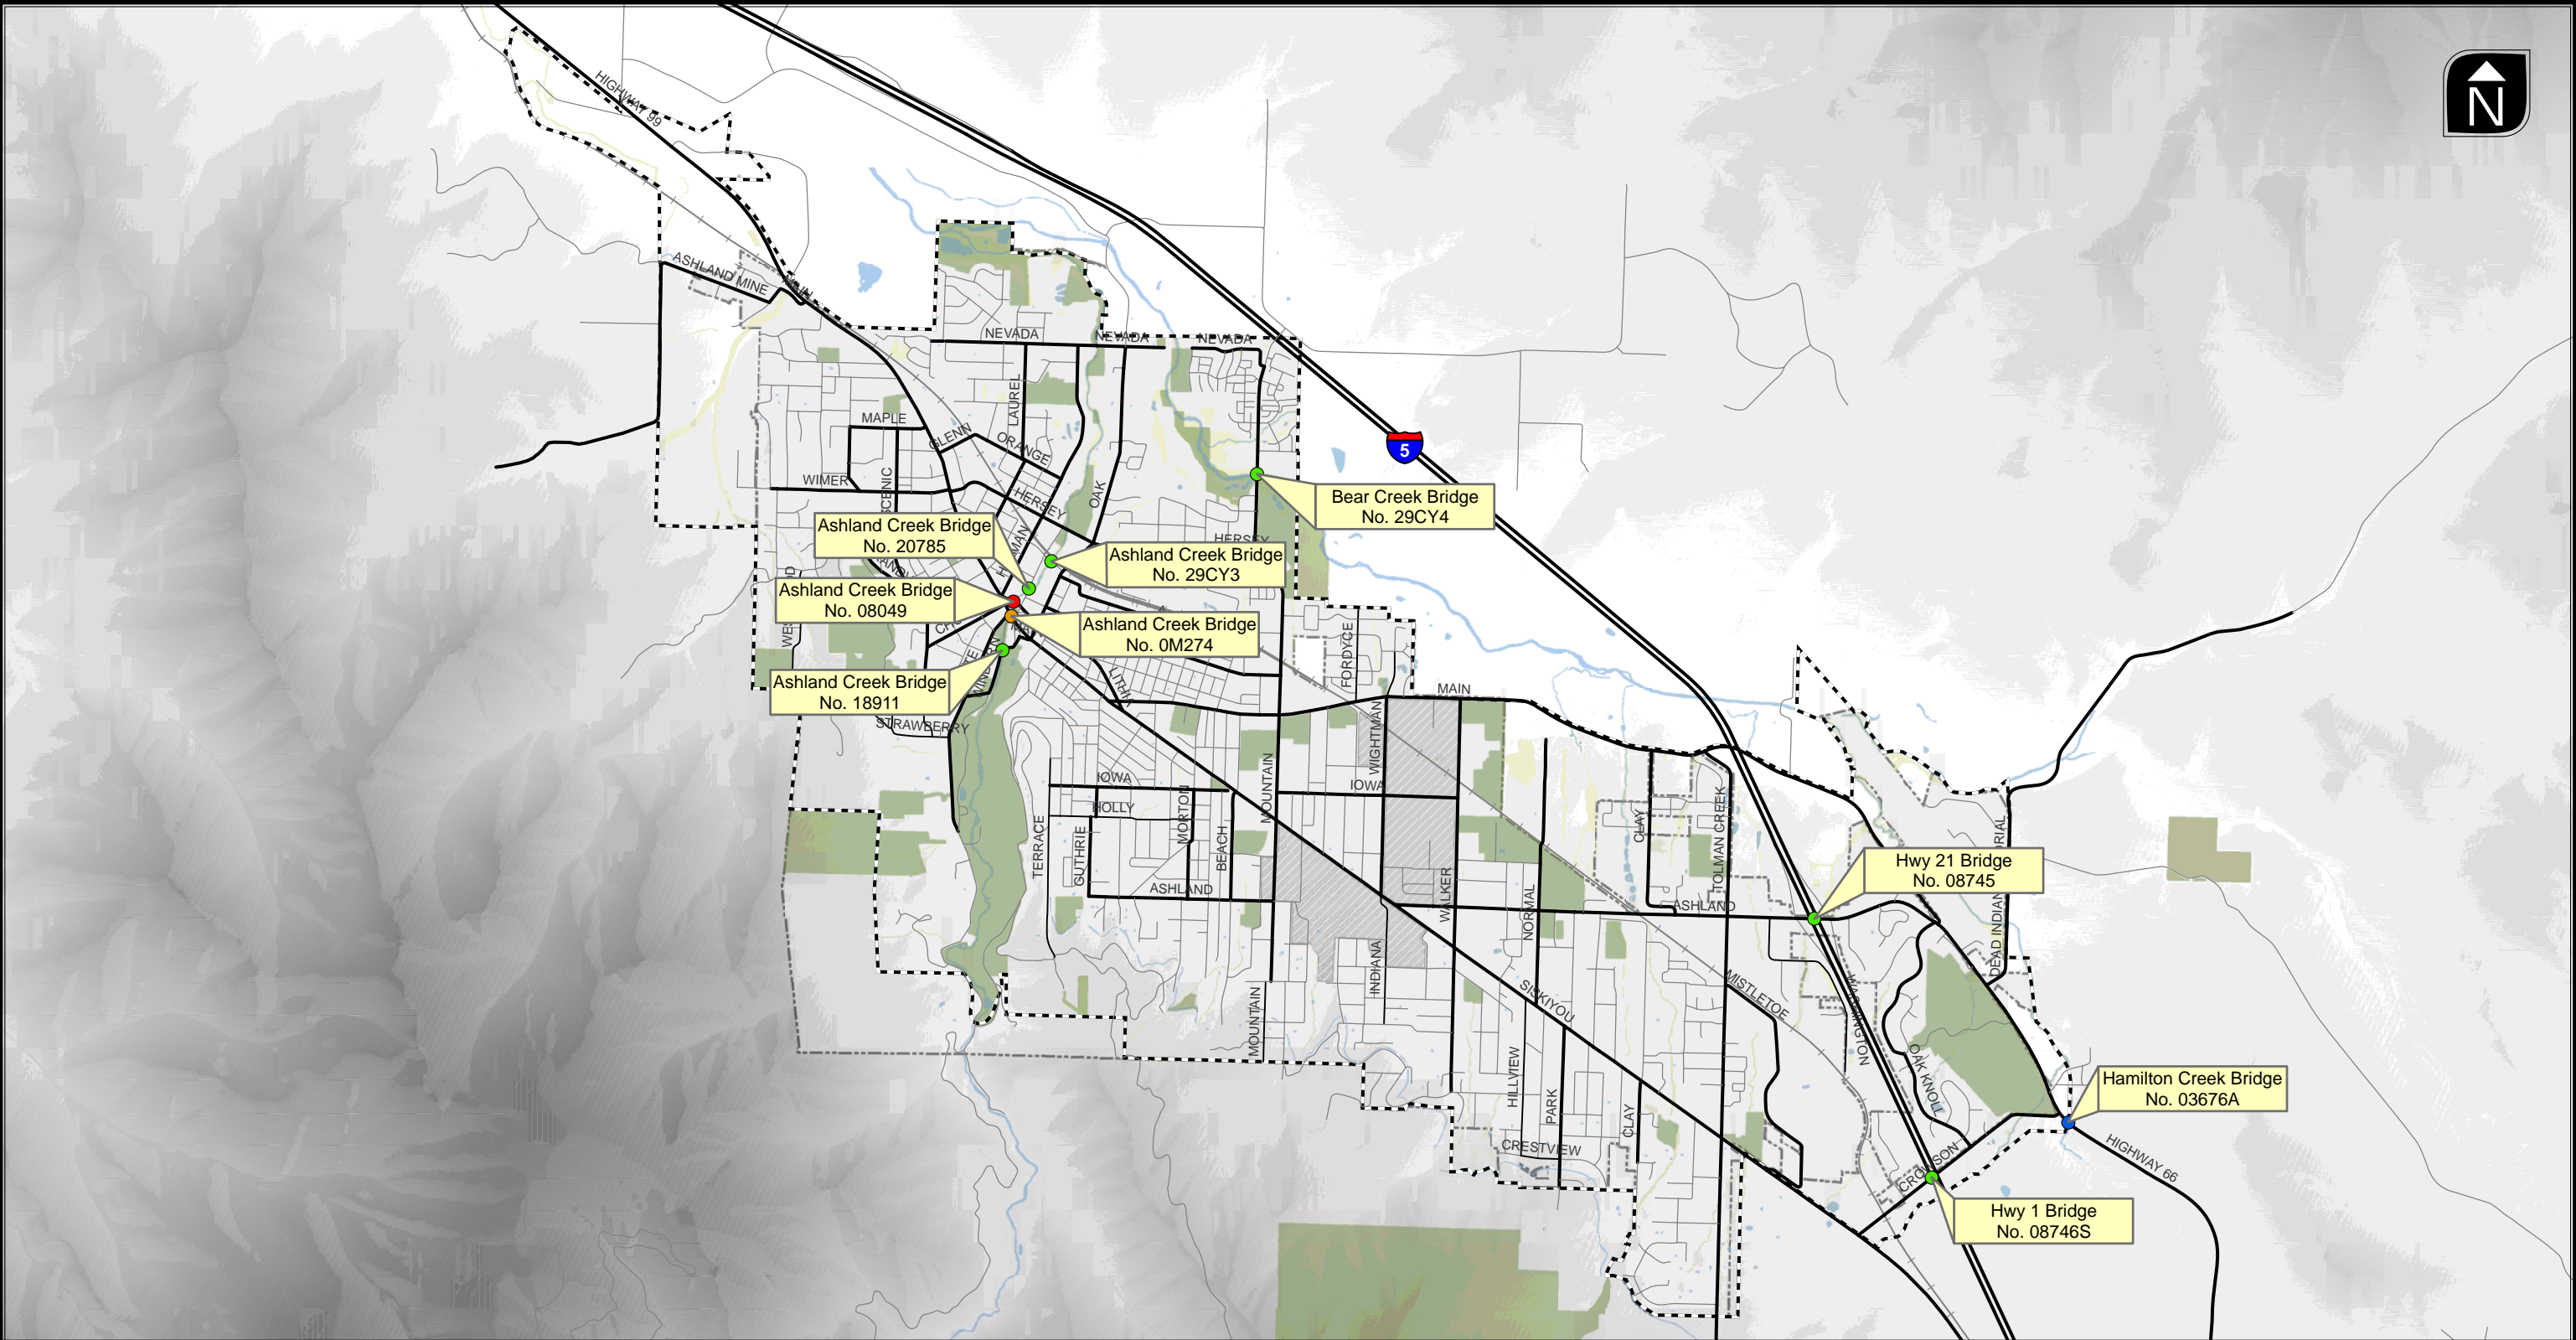 HIGHWAY 99
N
ASHLAND MINE
MAIN
NEVADA
NEVADA
NEVADA
LAUREL
MAPLE
GLENN
ORANGE
5
WIMER
SCENIC
HERSEY
OAK
Bear Creek Bridge
No. 29CY4
Ashland Creek Bridge
No. 20785
HERSEY
Ashland Creek Bridge
No. 29CY3
Ashland Creek Bridge
No. 08049
Ashland Creek Bridge
No. 0M274
FORDYCE
Ashland Creek Bridge
No. 18911
LITHIA
MAIN
STRAWBERRY
WIGHTMAN
MOUNTAIN
IOWA
IOWA
HOLLY
MORTON
BEACH
TERRACE
GUTHRIE
ASHLAND
CLAY
TOLMAN CREEK
WALKER
NORMAL
ASHLAND
Hwy 21 Bridge
No. 08745
INDIANA
MOUNTAIN
SISKIYOU
MISTLETOE
WASHINGTON
OAK KNOLL
HILLVIEW
PARK
CLAY
CRESTVIEW
CROWSON
Hamilton Creek Bridge
No. 03676A
HIGHWAY 66
Hwy 1 Bridge
No. 08746S